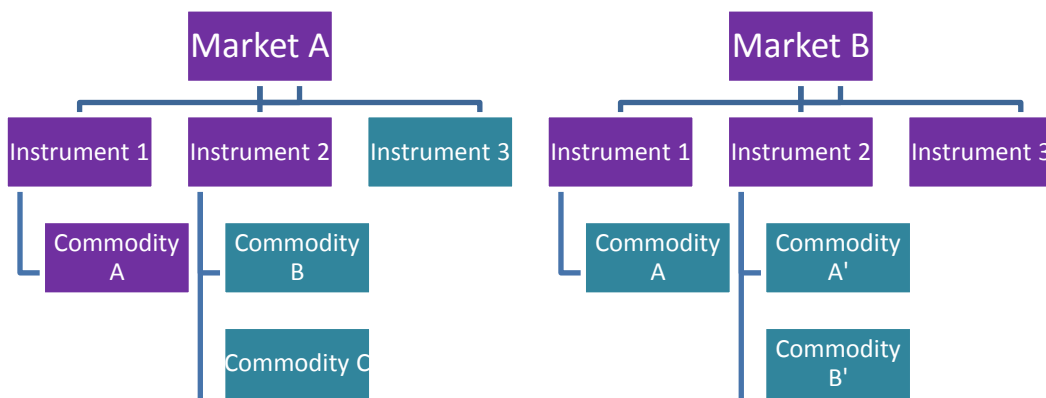 Market A
Market B
Instrument 1
Instrument 2
Instrument 3
Instrument 1
Instrument 2
Instrument 3
Commodity
A
Commodity
B
Commodity
A
Commodity
A'
Commodity C
Commodity
B'